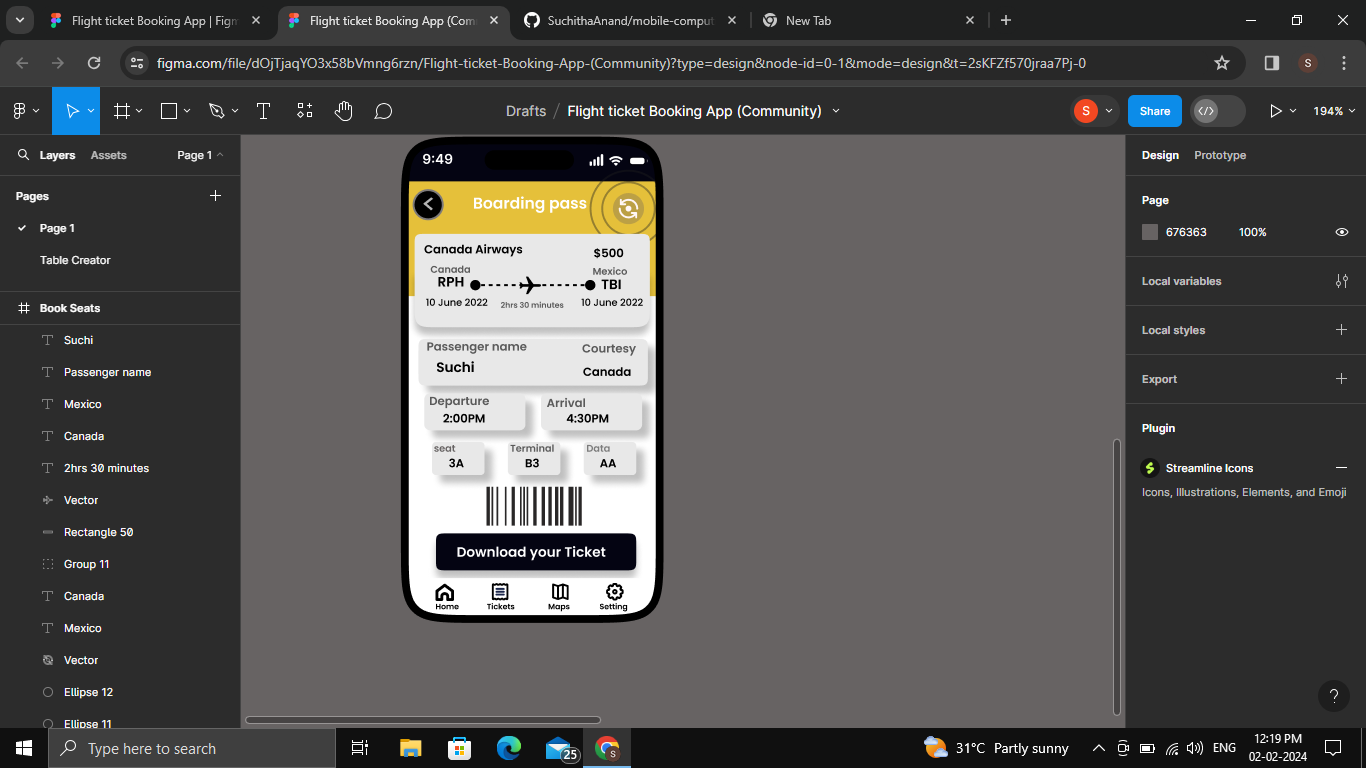 Flight ticket Booking App | Figm
Flight ticket Booking App (Com
SuchithaAnand/mobile-comput
New Tab
figma.com/file/dOjTjaqYO3x58bVmng6rzn/Flight-ticket-Booking-App-(Community)?type=design&node-id=0-1&mode=design&t=2sKFZf570jraa7Pj-0
S
Drafts / Flight ticket Booking App (Community)
S
Share
194%
Layers
Assets
Page 1
Pages
Page 1
Table Creator
Book Seats
Suchi
Passenger name
Mexico
Canada
2hrs 30 minutes
Vector
Rectangle 50
Group 11
Canada
Mexico
Vector
Ellipse 12
Ellipse 11
9:49
Boarding pass
Canada Airways
$500
Canada
Mexico
RPH
TBI
10 June 2022
2hrs 30 minutes
10 June 2022
Passenger name
Courtesy
Suchi
Canada
Departure
Arrival
2:00PM
4:30PM
seat
Terminal
Data
3A
B3
AA
Download your Ticket
Home
Tickets
Maps
Setting
Design
Prototype
Page
676363
100%
Local variables
Local styles
Export
Plugin
Streamline Icons
Icons, Illustrations, Elements, and Emoji
?
Type here to search
25
S
31°C Partly sunny
ENG
12:19 PM
02-02-2024